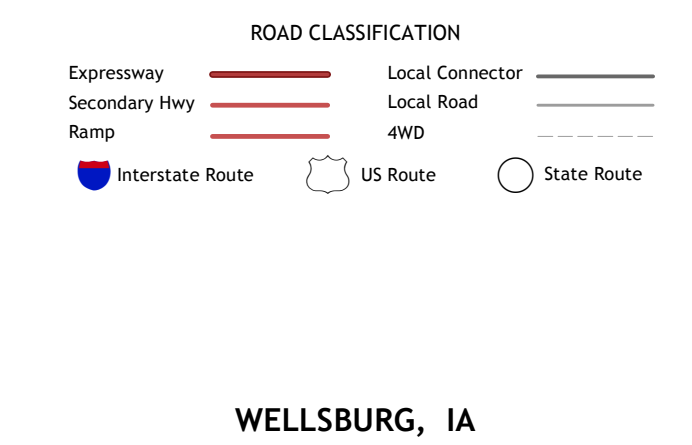 ROAD CLASSIFICATION
Expressway
Local Connector
Secondary Hwy
Local Road
Ramp
4WD
Interstate Route
US Route
State Route
WELLSBURG, IA